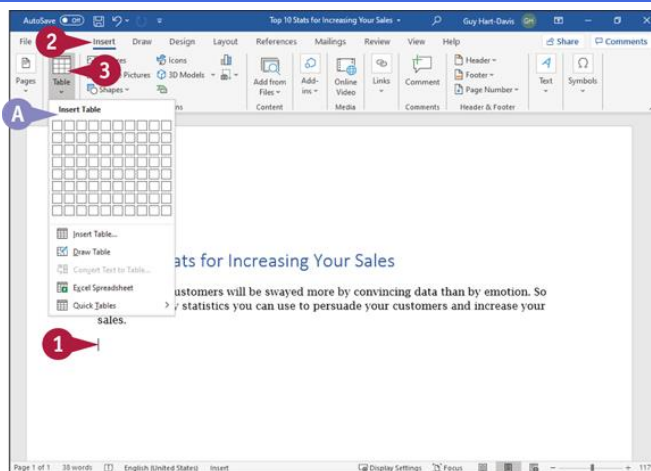 AutoSave Off Top 10 Stats for Increasing Your Sales Guy Hart-Davis GH
File 2 Insert Draw Design Layout References Mailings Review View Help Share Comments
Pages
Table
3
Pictures
Shapes
Icons
3D Models
Add from Files
Content
Add-ins
Online Video
Media
Links
Comment
Comments
Header
Footer
Page Number
Header & Footer
Text
Symbols
A
Insert Table
Insert Table...
Draw Table
Convert Text to Table...
Excel Spreadsheet
Quick Tables
ats for Increasing Your Sales
ustomers will be swayed more by convincing data than by emotion. So
y statistics you can use to persuade your customers and increase your
sales.
1
Page 1 of 1 38 words English (United States) Insert Display Settings Focus 117